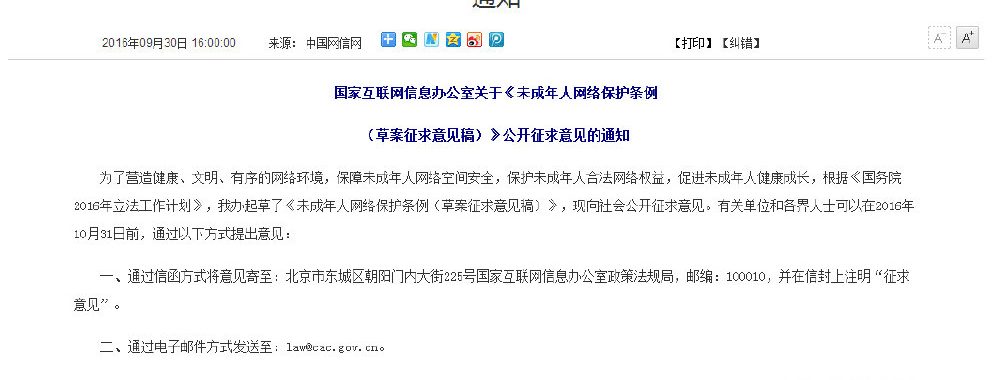 通知
2016年09月30日 16:00:00 来源: 中国网信网 【打印】【纠错】 A- A+
国家互联网信息办公室关于《未成年人网络保护条例
（草案征求意见稿）》公开征求意见的通知
为了营造健康、文明、有序的网络环境，保障未成年人网络空间安全，保护未成年人合法网络权益，促进未成年人健康成长，根据《国务院
2016年立法工作计划》，我办起草了《未成年人网络保护条例（草案征求意见稿）》，现向社会公开征求意见。有关单位和各界人士可以在2016年
10月31日前，通过以下方式提出意见：
一、通过信函方式将意见寄至：北京市东城区朝阳门内大街225号国家互联网信息办公室政策法规局，邮编：100010，并在信封上注明“征求
意见”。
二、通过电子邮件方式发送至：law@cac.gov.cn。